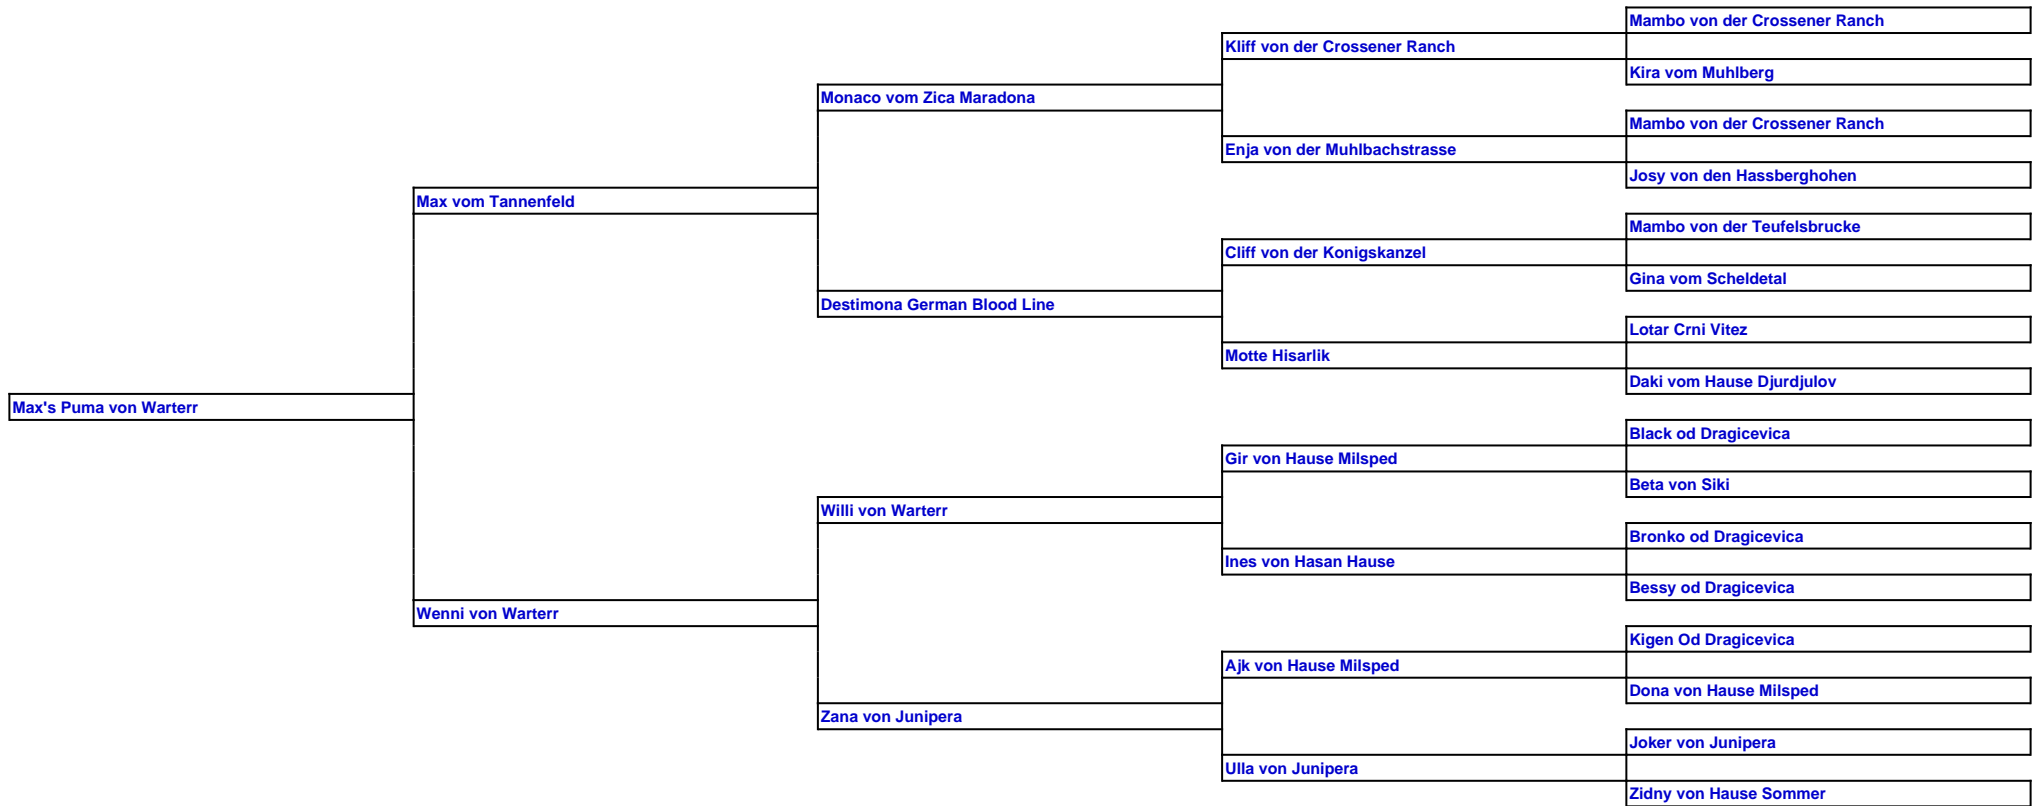 Mambo von der Crossener Ranch
Kliff von der Crossener Ranch
Kira vom Muhlberg
Monaco vom Zica Maradona
Mambo von der Crossener Ranch
Enja von der Muhlbachstrasse
Josy von den Hassberghohen
Max vom Tannenfeld
Mambo von der Teufelsbrucke
Cliff von der Konigskanzel
Gina vom Scheldetal
Destimona German Blood Line
Lotar Crni Vitez
Motte Hisarlik
Daki vom Hause Djurdjulov
Max's Puma von Warterr
Black od Dragicevica
Gir von Hause Milsped
Beta von Siki
Willi von Warterr
Bronko od Dragicevica
Ines von Hasan Hause
Bessy od Dragicevica
Wenni von Warterr
Kigen Od Dragicevica
Ajk von Hause Milsped
Dona von Hause Milsped
Zana von Junipera
Joker von Junipera
Ulla von Junipera
Zidny von Hause Sommer